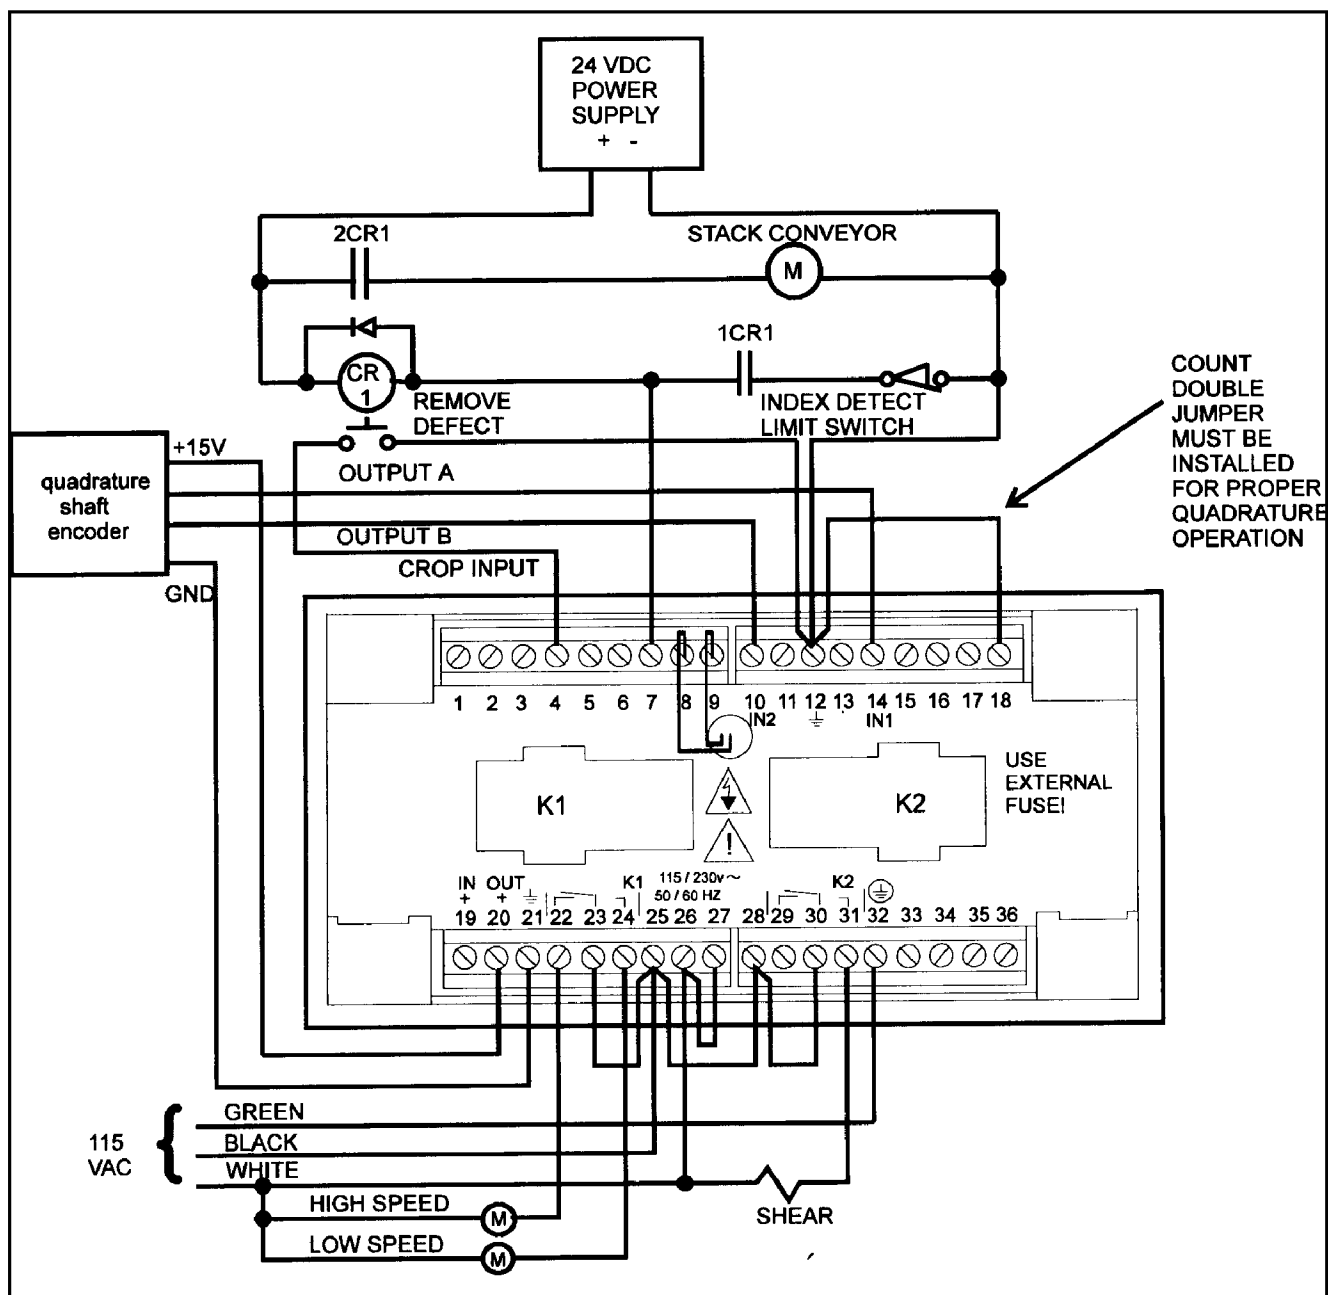 24 VDC
POWER
SUPPLY
+ -
2CR1
STACK CONVEYOR
M
1CR1
CR
1
REMOVE
DEFECT
INDEX DETECT
LIMIT SWITCH
COUNT
DOUBLE
JUMPER
MUST BE
INSTALLED
FOR PROPER
QUADRATURE
OPERATION
quadrature
shaft
encoder
+15V
OUTPUT A
OUTPUT B
CROP INPUT
GND
1 2 3 4 5 6 7 8 9 10 11 12 13 14 15 16 17 18
IN2 IN1
USE
EXTERNAL
FUSE!
K1
K2
!
IN OUT K1 115 / 230v~ K2
+ + 50 / 60 HZ
19 20 21 22 23 24 25 26 27 28 29 30 31 32 33 34 35 36
115
VAC
GREEN
BLACK
WHITE
HIGH SPEED
M
LOW SPEED
M
SHEAR